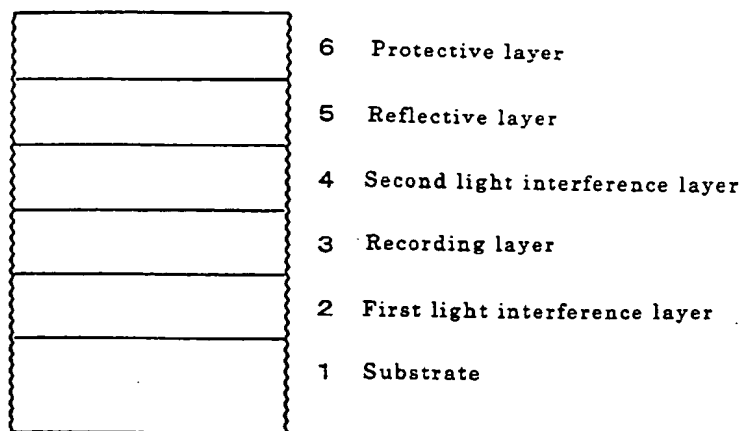 6 Protective layer
5 Reflective layer
4 Second light interference layer
3 Recording layer
2 First light interference layer
1 Substrate